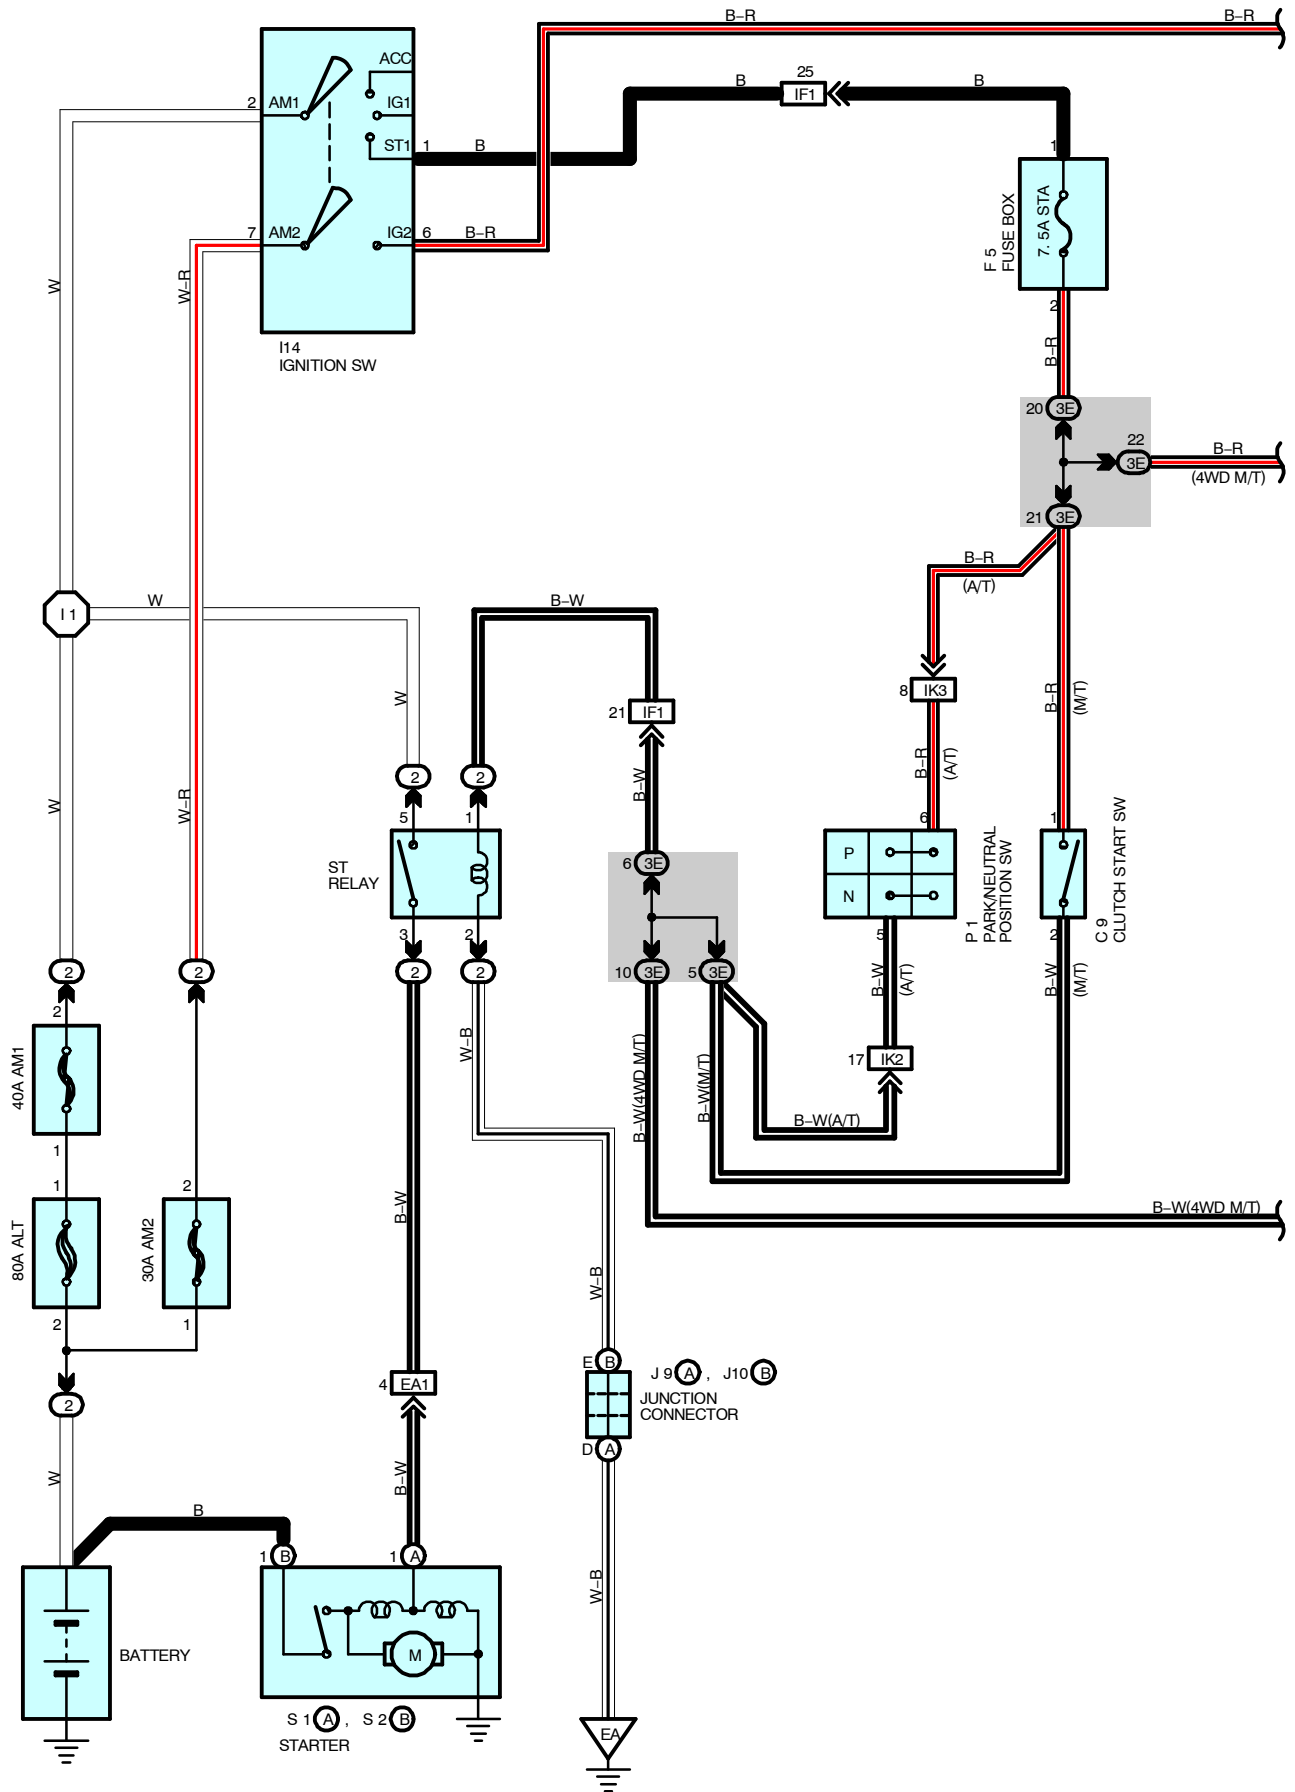 B–R
B–R
ACC
25
B
B
IF1
2
AM1
IG1
ST1
1
B
1
7
AM2
IG2
6
B–R
F 5
FUSE BOX
7. 5A STA
W
W–R
2
I14
IGNITION SW
B–R
20
3E
22
B–R
3E
(4WD M/T)
21
3E
B–R
(A/T)
I 1
W
B–W
8
IK3
B–R
(M/T)
W
21
IF1
B–R
(A/T)
2
2
B–W
W
W–R
5
1
6
1
ST
RELAY
6
3E
P
N
P 1
PARK/NEUTRAL
POSITION SW
C 9
CLUTCH START SW
3
2
5
2
2
2
2
2
10
3E
5
3E
B–W
(A/T)
B–W
(M/T)
2
40A AM1
W–B
B–W(4WD M/T)
B–W(M/T)
17
IK2
B–W(A/T)
1
1
2
B–W
B–W(4WD M/T)
80A ALT
30A AM2
W–B
2
1
E
B
J 9
A
,
J10
B
JUNCTION
CONNECTOR
4
EA1
2
D
A
W
B–W
B
1
B
1
A
W–B
BATTERY
M
S 1
A
,
S 2
B
STARTER
EA